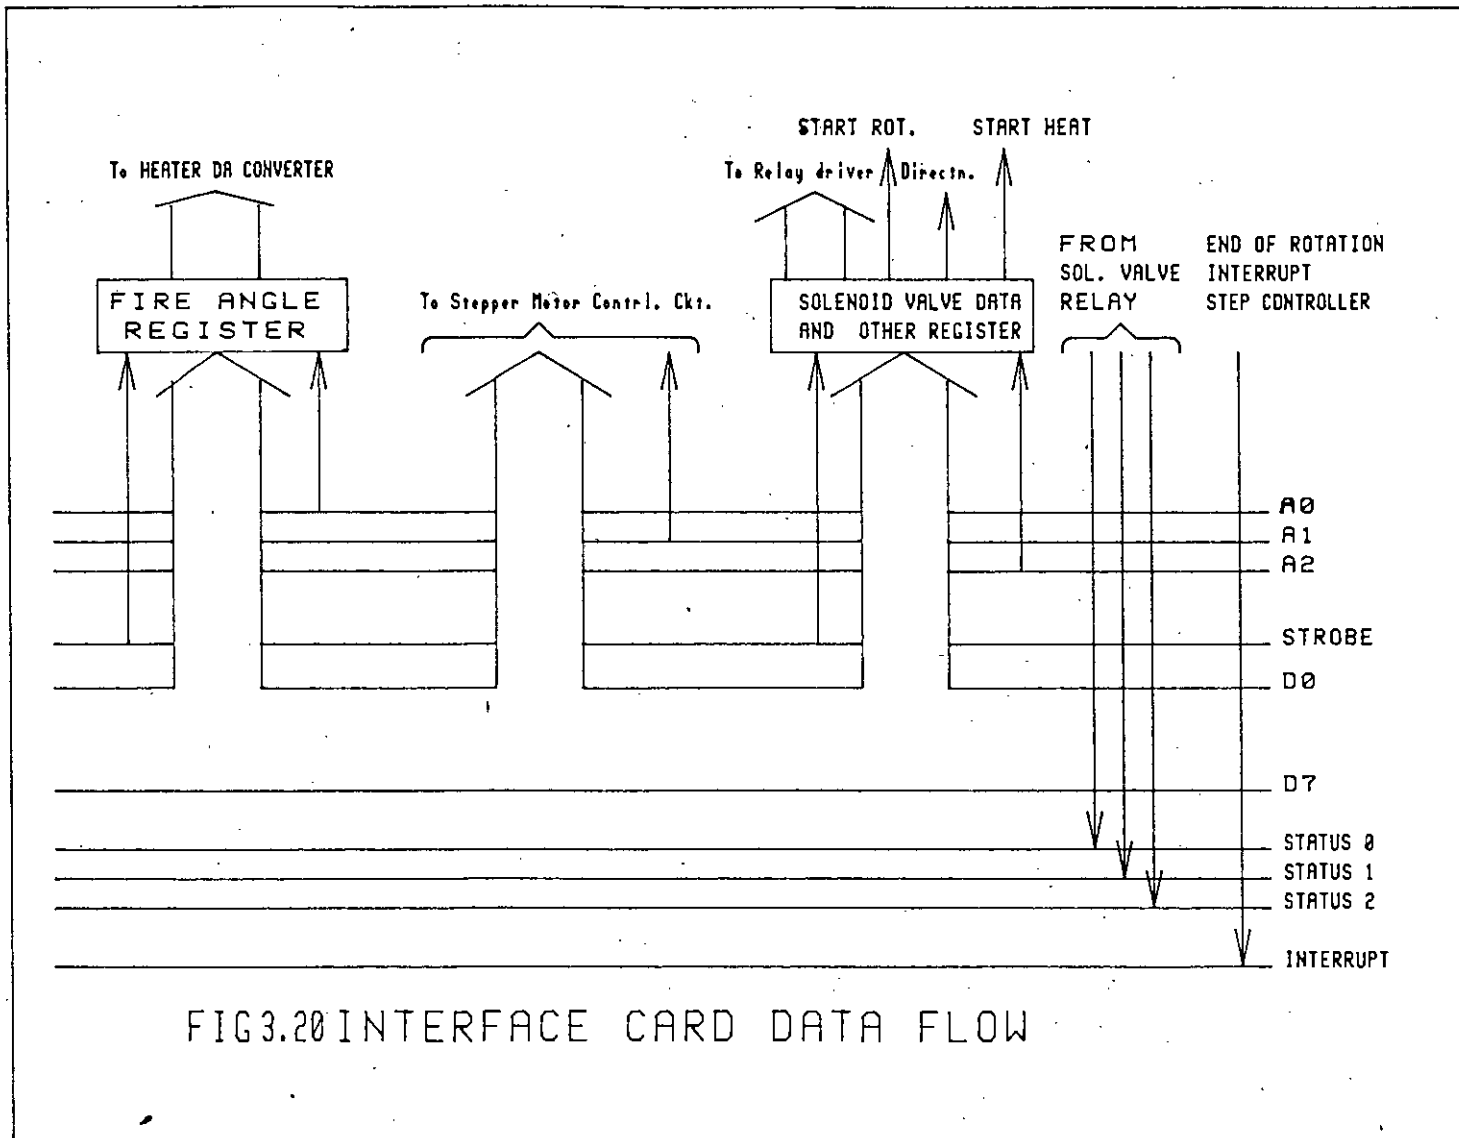 START ROT. START HEAT
To HEATER DA CONVERTER
To Relay driver Directn.
FROM
SOL. VALVE
RELAY
END OF ROTATION
INTERRUPT
STEP CONTROLLER
FIRE ANGLE
REGISTER
To Stepper Motor Contrl. Ckt.
SOLENOID VALVE DATA
AND OTHER REGISTER
A0
A1
A2
STROBE
D0
D7
STATUS 0
STATUS 1
STATUS 2
INTERRUPT
FIG3.20 INTERFACE CARD DATA FLOW